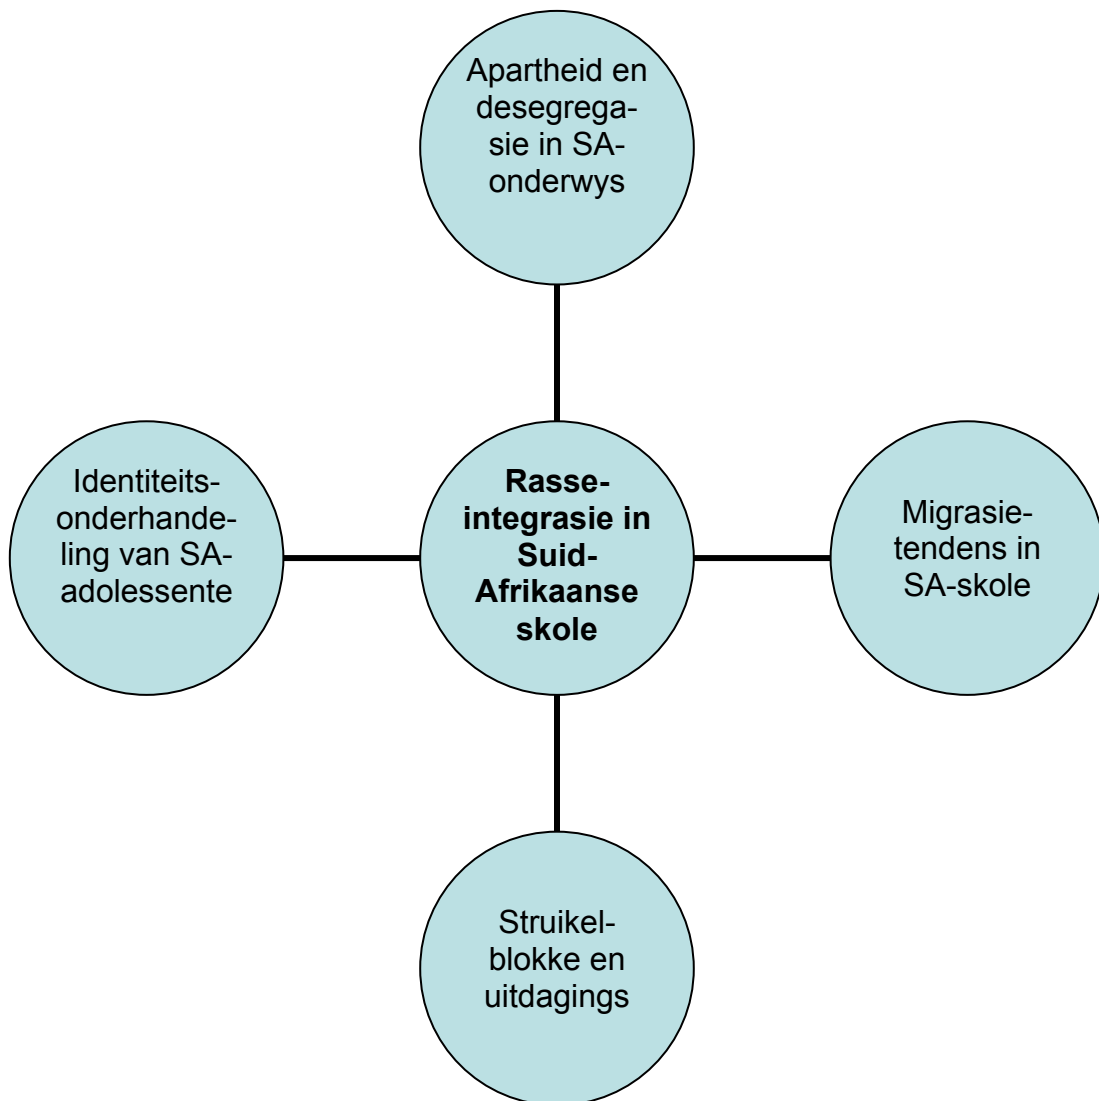 Apartheid en
desegrega-
sie in SA-
onderwys
Identiteits-
onderhande-
ling van SA-
adolessente
Rasse-
integrasie in
Suid-
Afrikaanse
skole
Migrasie-
tendens in
SA-skole
Struikel-
blokke en
uitdagings